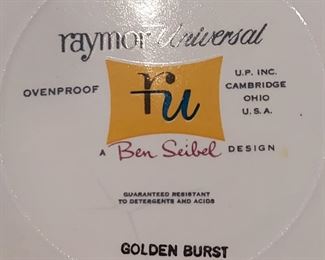 raymor Universal
OVENPROOF
ru
U.P. INC.
CAMBRIDGE
OHIO
U.S.A.
A Ben Seibel DESIGN
GUARANTEED RESISTANT
TO DETERGENTS AND ACIDS
GOLDEN BURST